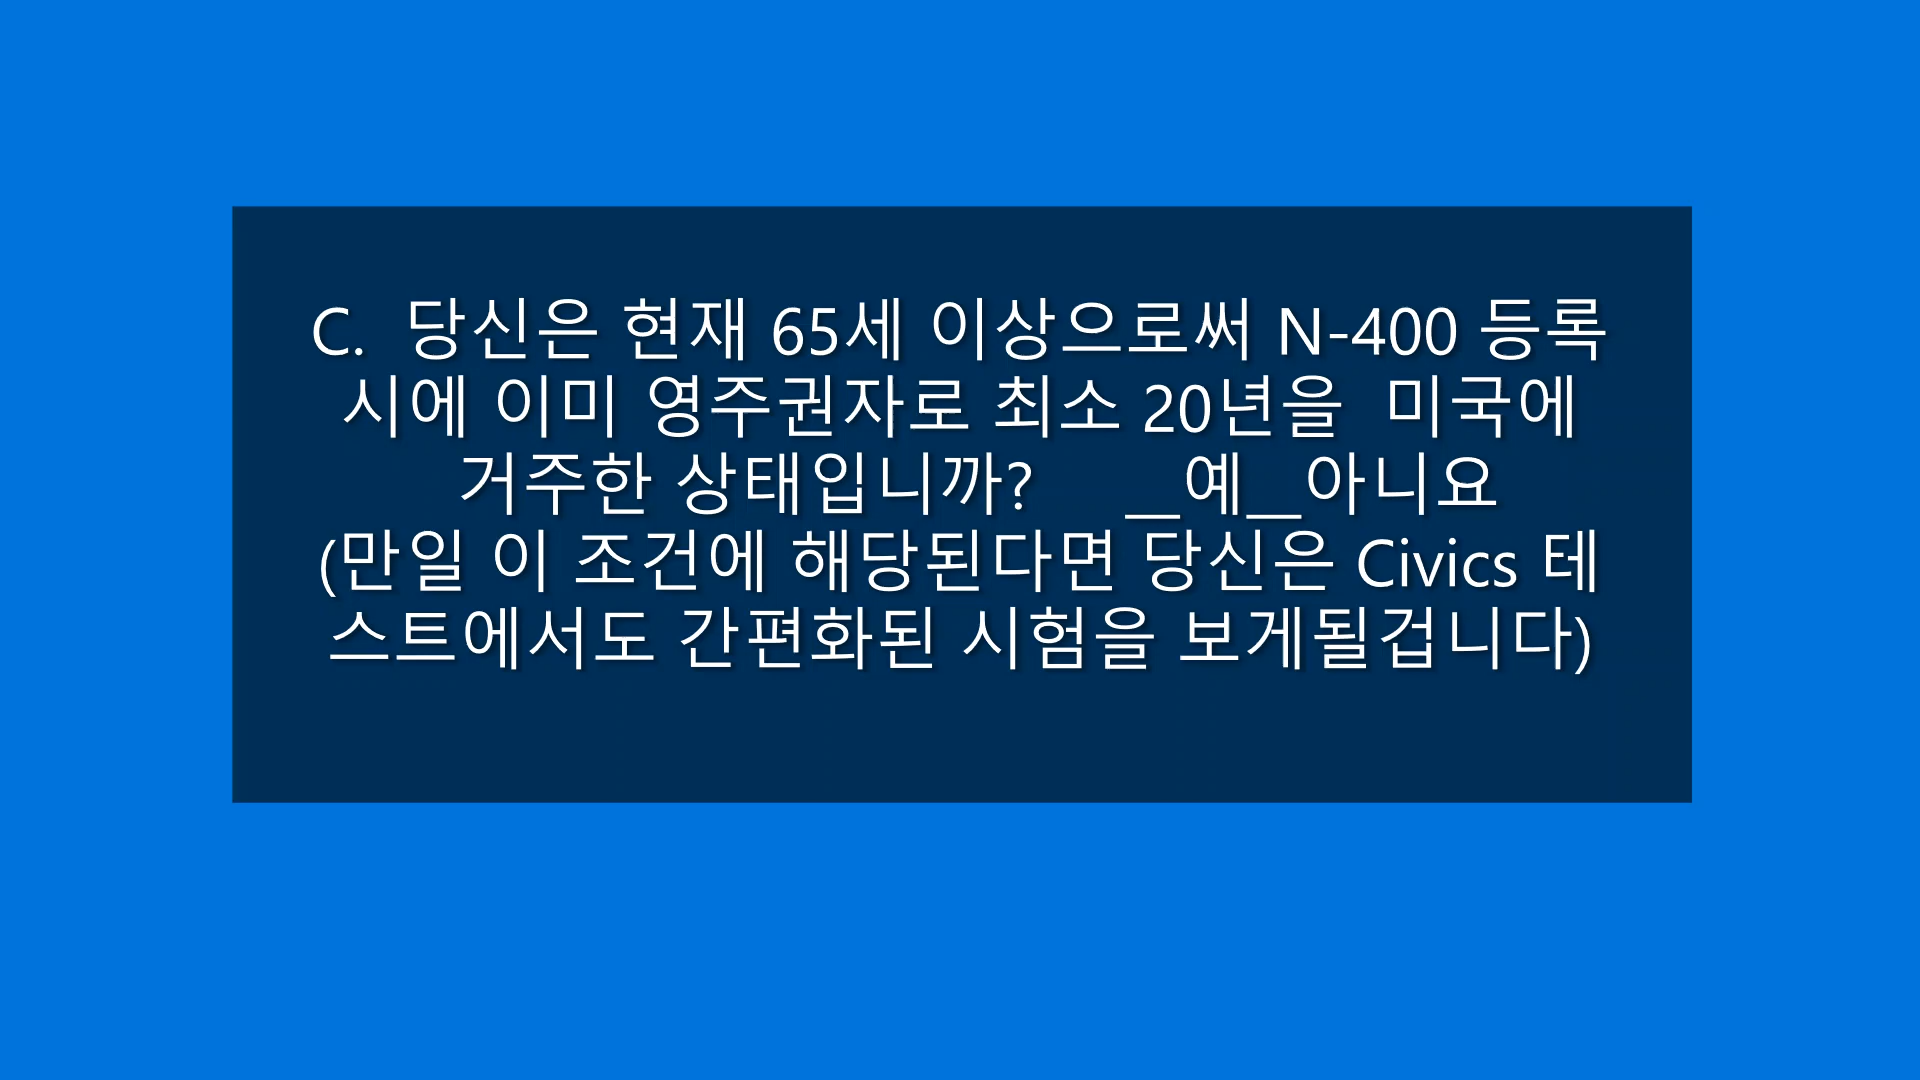 C.  당신은 현재 65세 이상으로써 N-400 등록
시에 이미 영주권자로 최소 20년을  미국에
거주한 상태입니까?    __예__아니요
(만일 이 조건에 해당된다면 당신은 Civics 테
스트에서도 간편화된 시험을 보게될겁니다)